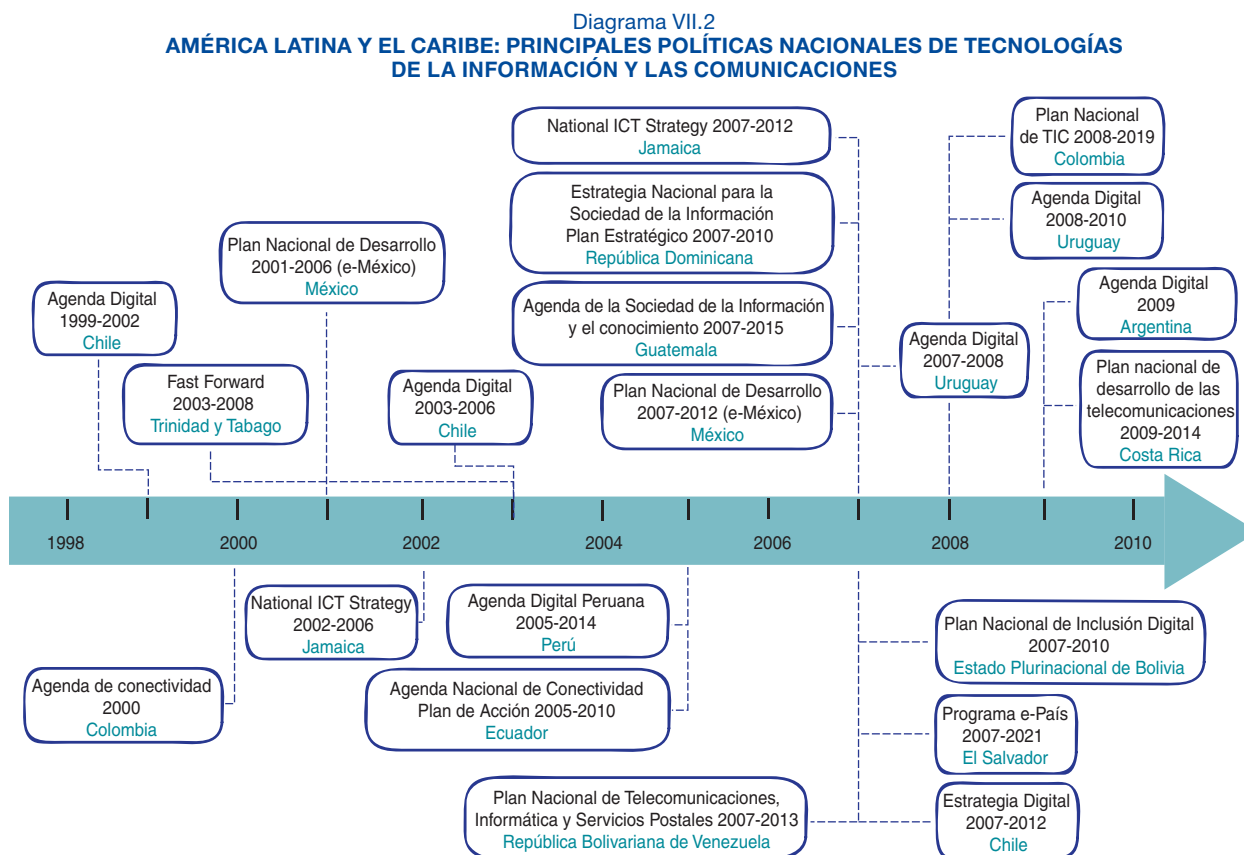 Diagrama VII.2
AMÉRICA LATINA Y EL CARIBE: PRINCIPALES POLÍTICAS NACIONALES DE TECNOLOGÍAS
DE LA INFORMACIÓN Y LAS COMUNICACIONES
Agenda Digital
1999-2002
Chile
Fast Forward
2003-2008
Trinidad y Tabago
Plan Nacional de Desarrollo
2001-2006 (e-México)
México
Agenda Digital
2003-2006
Chile
National ICT Strategy 2007-2012
Jamaica
Estrategia Nacional para la
Sociedad de la Información
Plan Estratégico 2007-2010
República Dominicana
Agenda de la Sociedad de la Información
y el conocimiento 2007-2015
Guatemala
Plan Nacional de Desarrollo
2007-2012 (e-México)
México
Agenda Digital
2007-2008
Uruguay
Plan Nacional
de TIC 2008-2019
Colombia
Agenda Digital
2008-2010
Uruguay
Agenda Digital
2009
Argentina
Plan nacional de
desarrollo de las
telecomunicaciones
2009-2014
Costa Rica
1998
2000
2002
2004
2006
2008
2010
Agenda de conectividad
2000
Colombia
National ICT Strategy
2002-2006
Jamaica
Agenda Digital Peruana
2005-2014
Perú
Agenda Nacional de Conectividad
Plan de Acción 2005-2010
Ecuador
Plan Nacional de Telecomunicaciones,
Informática y Servicios Postales 2007-2013
República Bolivariana de Venezuela
Plan Nacional de Inclusión Digital
2007-2010
Estado Plurinacional de Bolivia
Programa e-País
2007-2021
El Salvador
Estrategia Digital
2007-2012
Chile